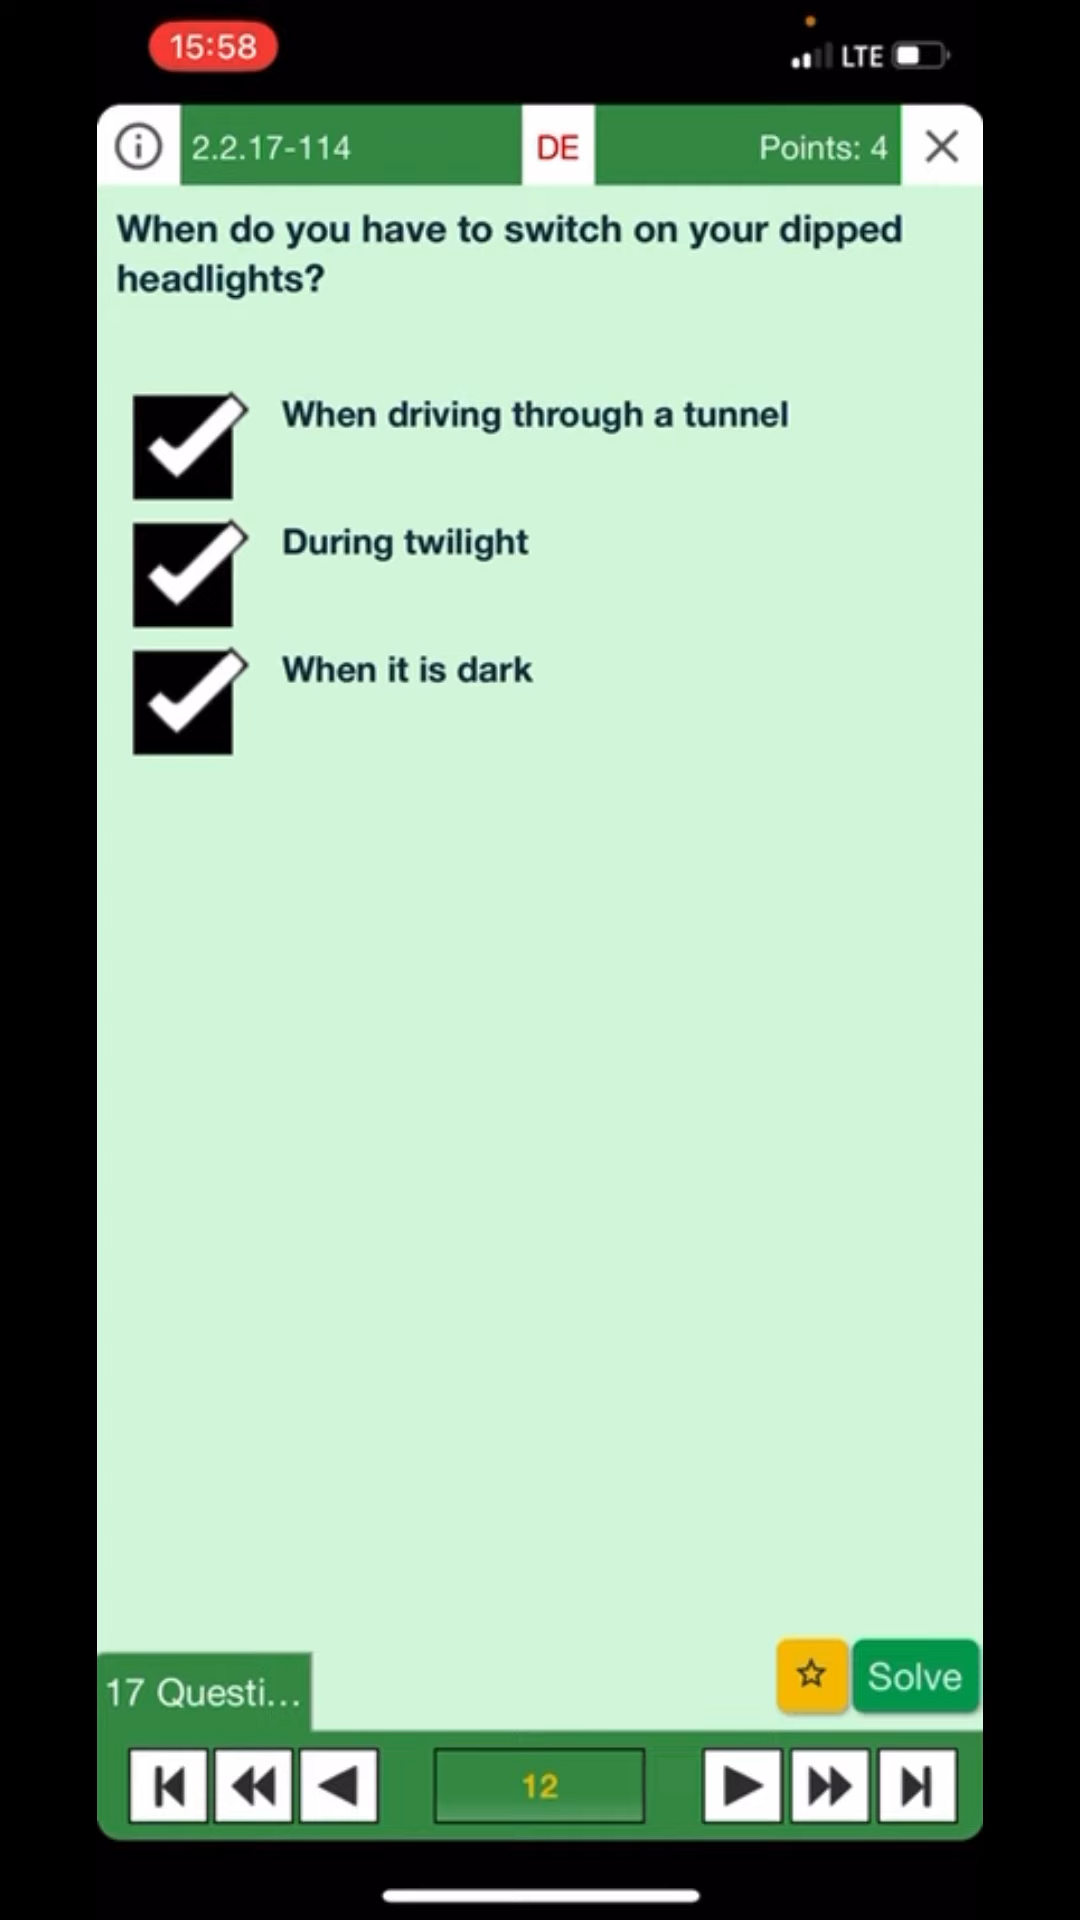 15:58
LTE
2.2.17-114
DE
Points: 4
When do you have to switch on your dipped
headlights?
When driving through a tunnel
During twilight
When it is dark
17 Questi...
Solve
12